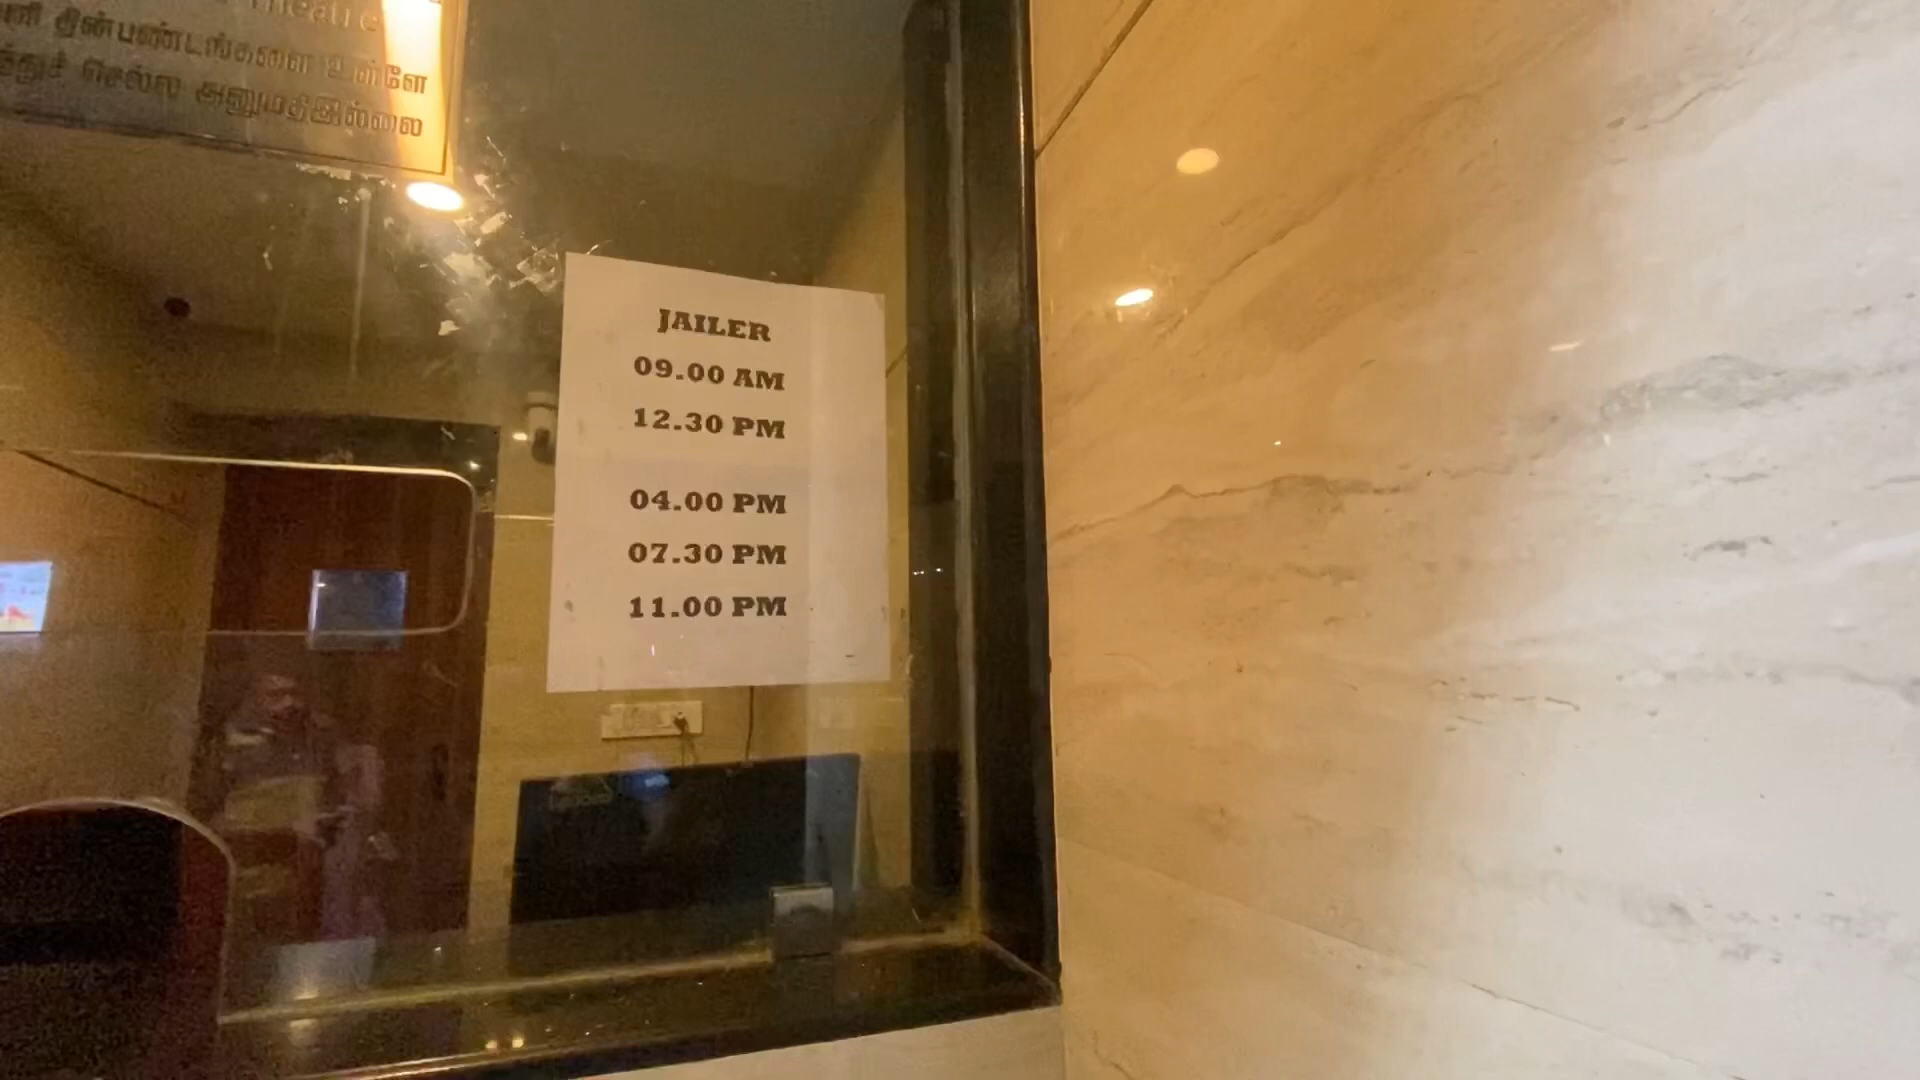 தின்பண்டங்களை உள்ளே
செல்ல அனுமதிஇல்லை
JAILER
09.00 AM
12.30 PM
04.00 PM
07.30 PM
11.00 PM